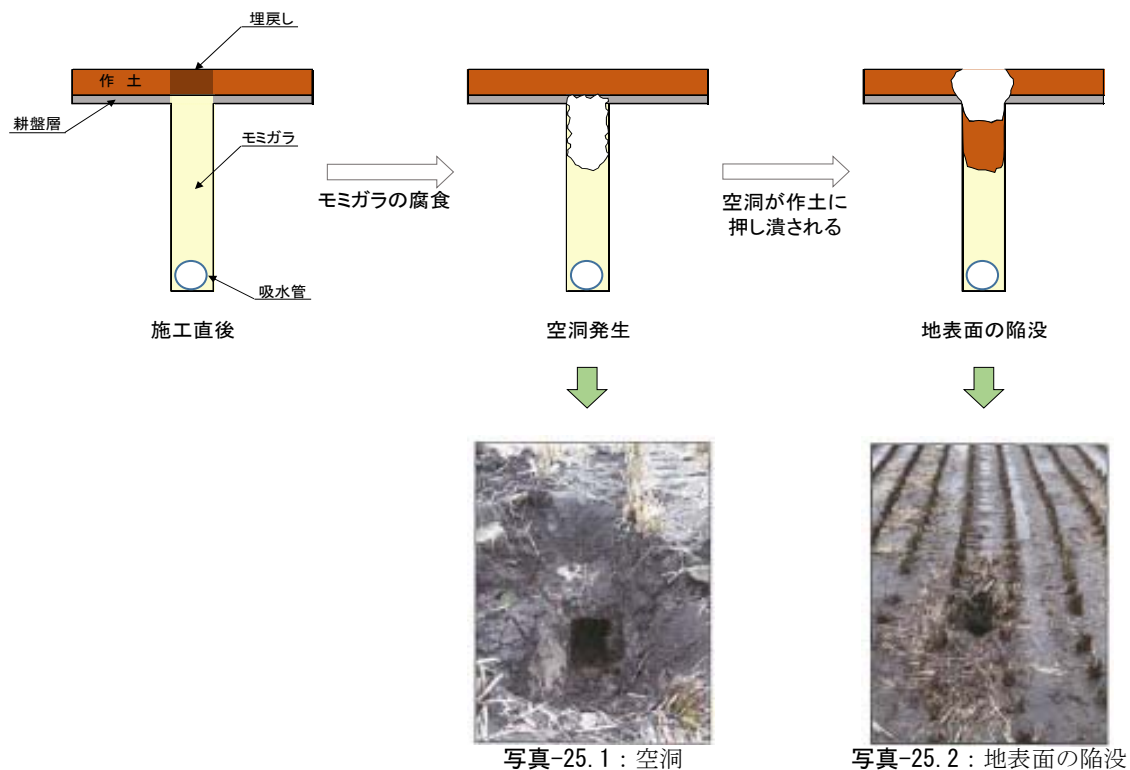 埋戻し
作 土
耕盤層
モミガラ
吸水管
施工直後
モミガラの腐食
空洞発生
空洞が作土に
押し潰される
地表面の陥没
写真-25.1：空洞
写真-25.2：地表面の陥没